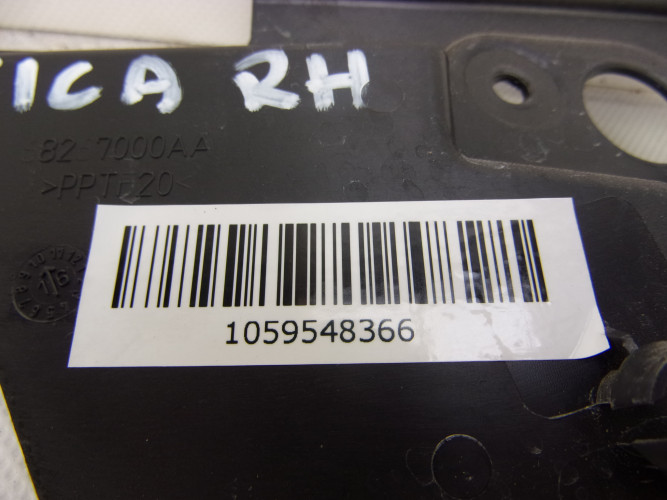 ICA RH
82 7000AA
>PPTF20<
1059548366